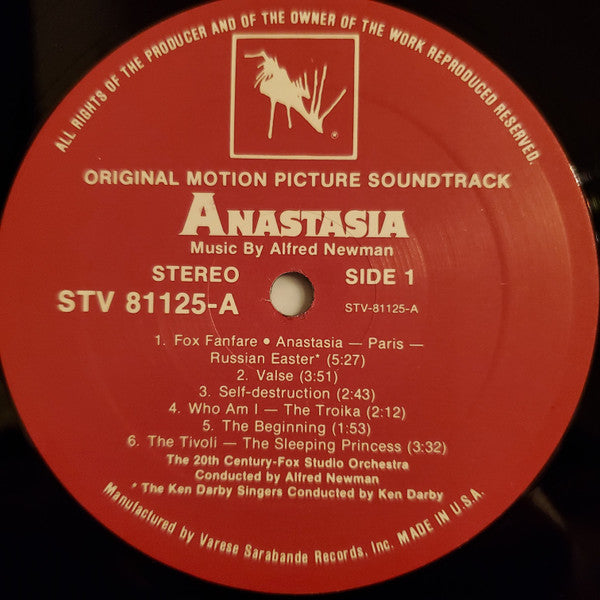 ALL RIGHTS OF THE PRODUCER AND OF THE OWNER OF THE WORK REPRODUCED RESERVED.
®
ORIGINAL MOTION PICTURE SOUNDTRACK
ANASTASIA
Music By Alfred Newman
STEREO SIDE 1
STV 81125-A STV-81125-A
1. Fox Fanfare • Anastasia — Paris —
Russian Easter* (5:27)
2. Valse (3:51)
3. Self-destruction (2:43)
4. Who Am I — The Troika (2:12)
5. The Beginning (1:53)
6. The Tivoli — The Sleeping Princess (3:32)
The 20th Century-Fox Studio Orchestra
Conducted by Alfred Newman
* The Ken Darby Singers Conducted by Ken Darby
Manufactured by Varese Sarabande Records, Inc. MADE IN U.S.A.